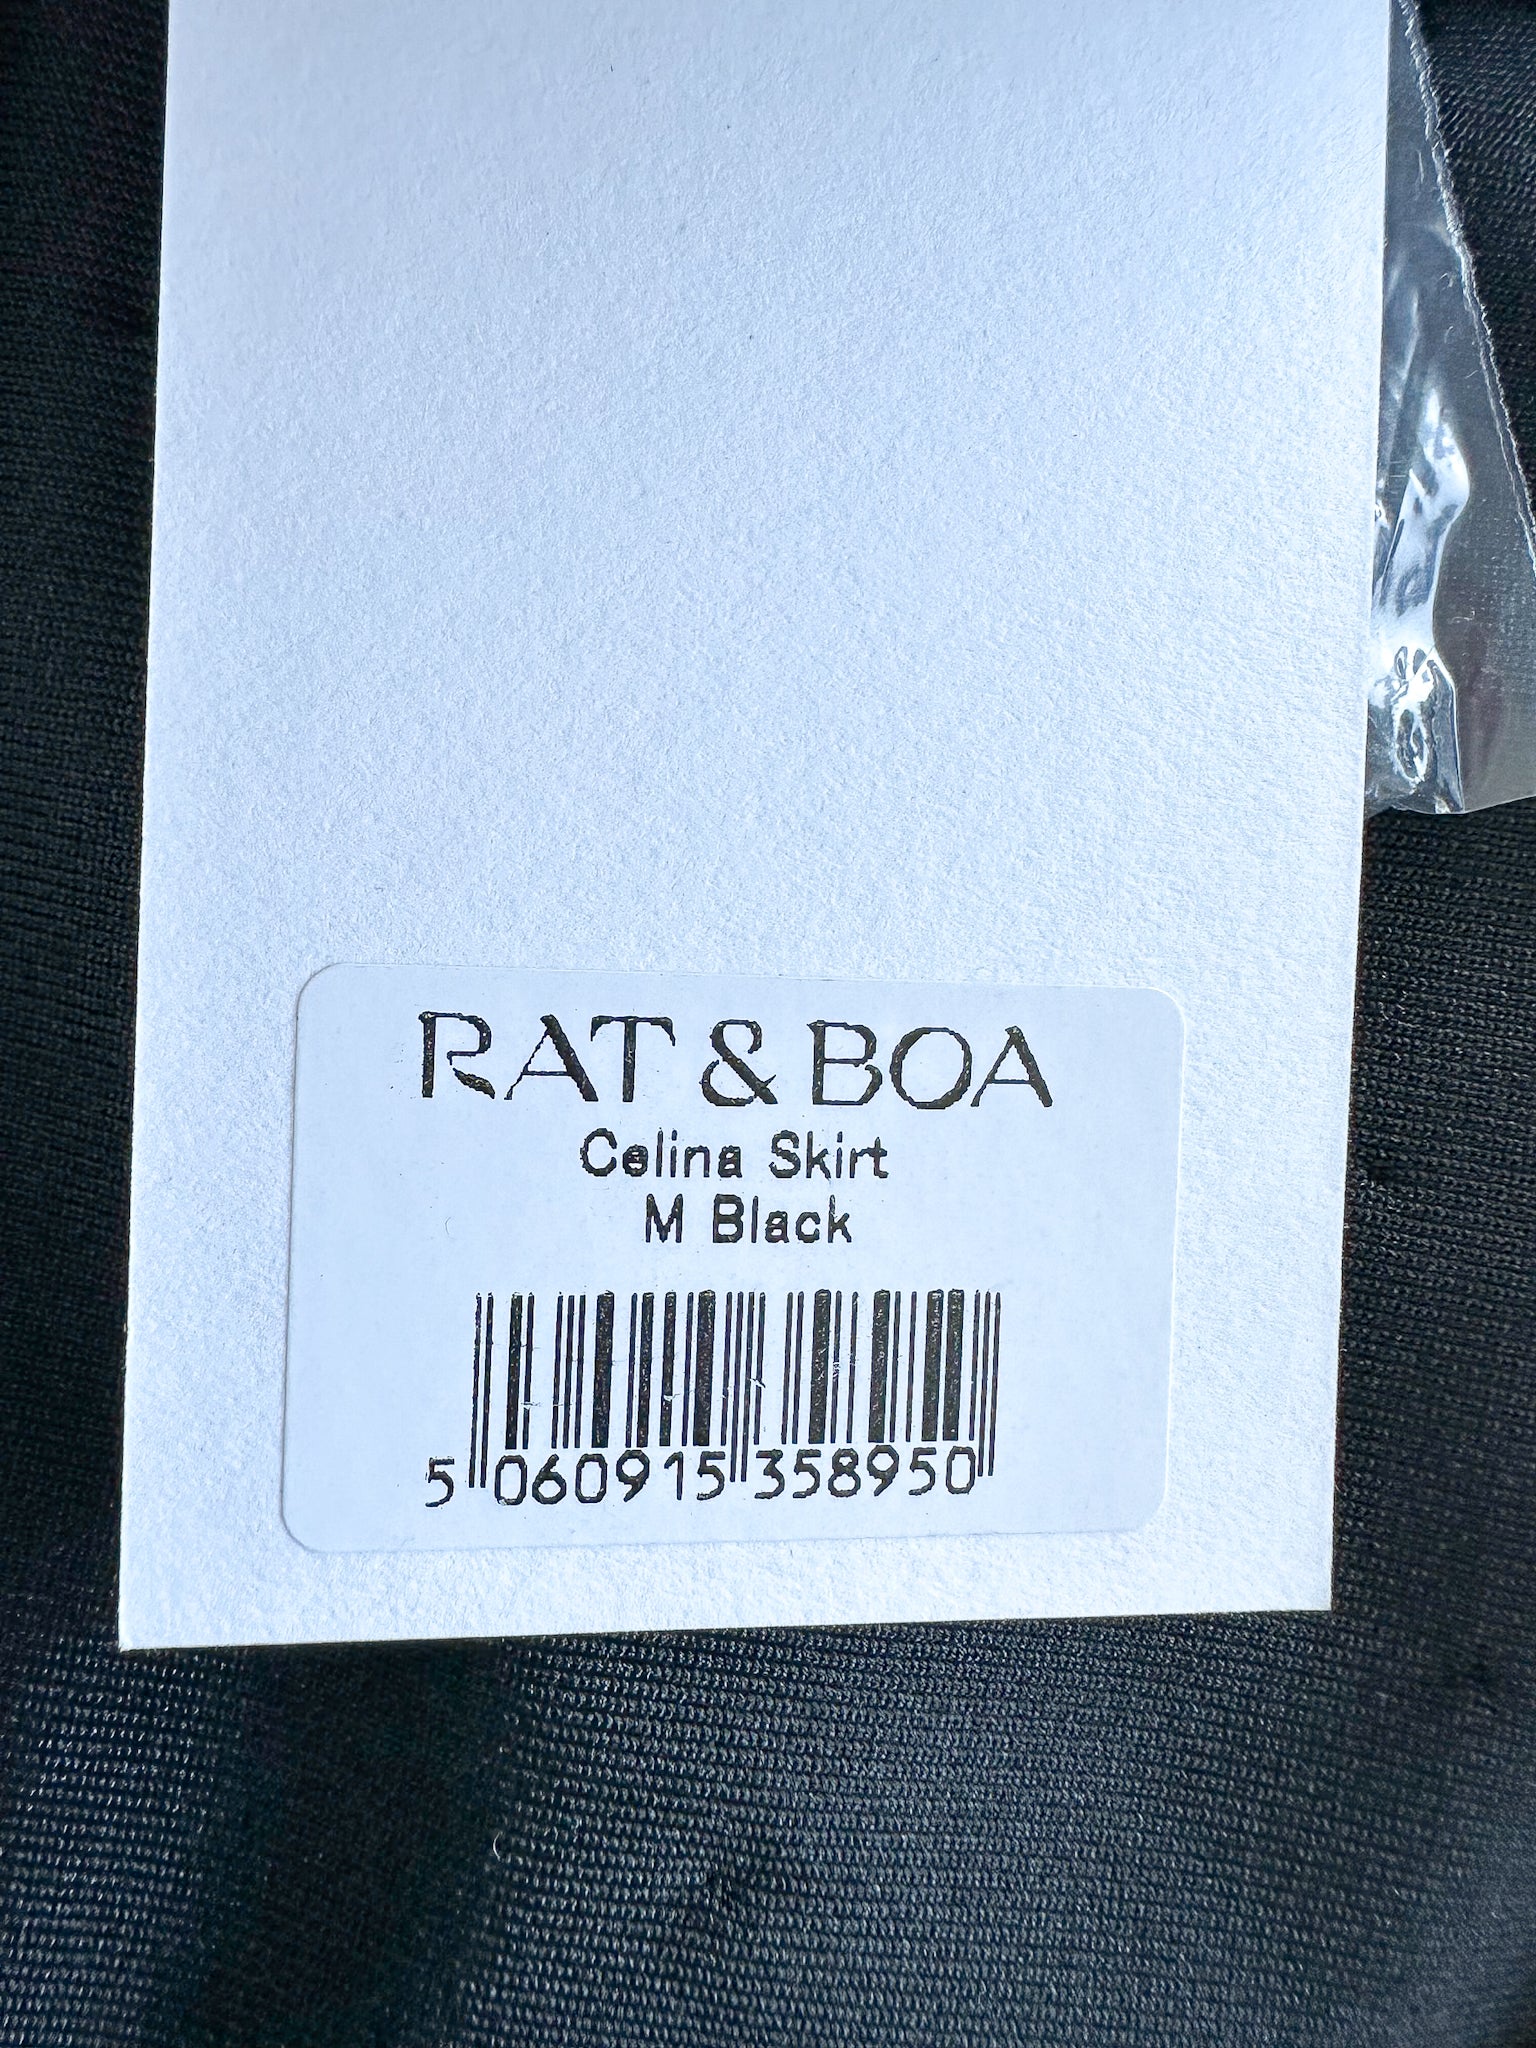 RAT & BOA
Celina Skirt
M Black
5 060915 358950